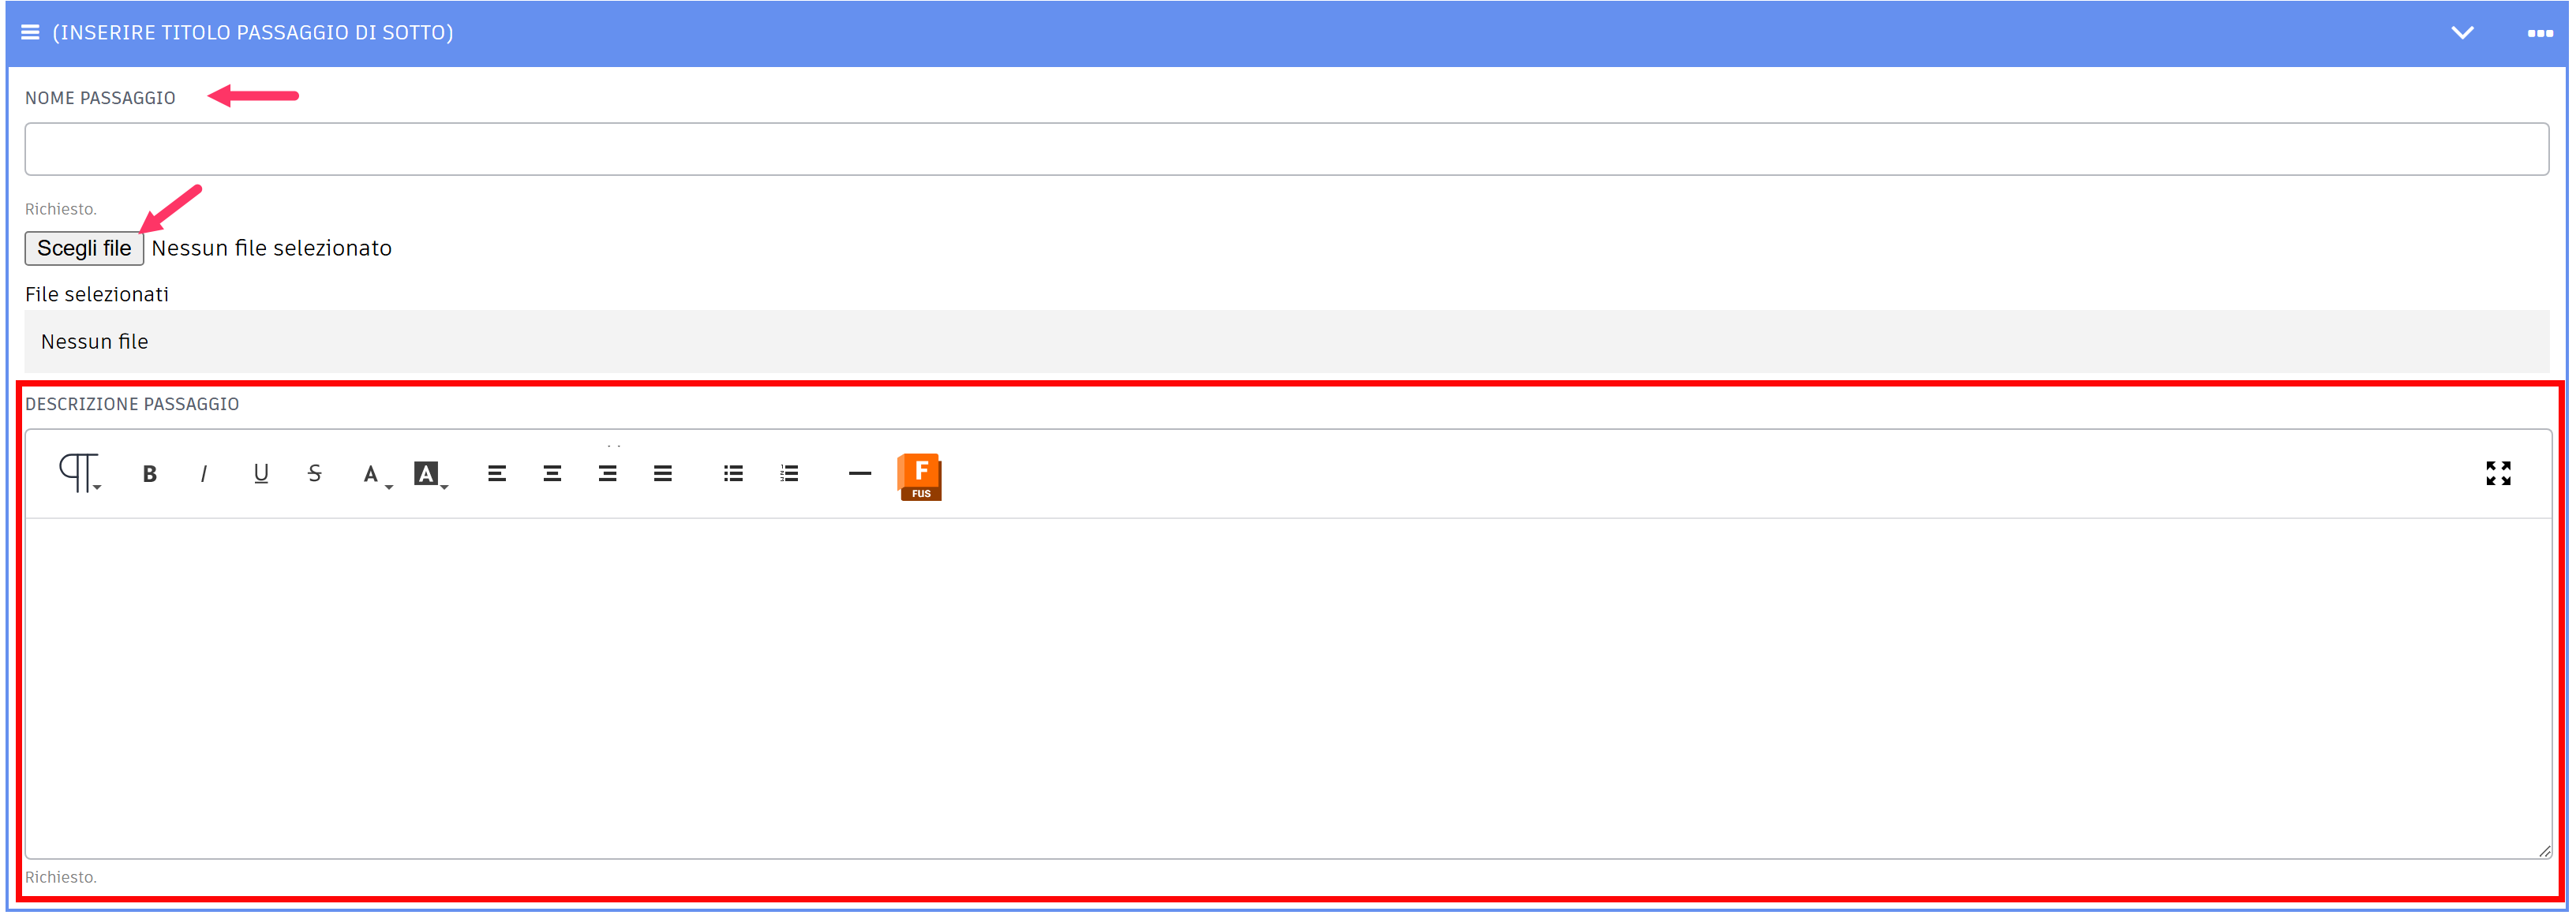 (INSERIRE TITOLO PASSAGGIO DI SOTTO)
NOME PASSAGGIO
Richiesto.
Scegli file Nessun file selezionato
File selezionati
Nessun file
DESCRIZIONE PASSAGGIO
B I U S A A F FUS
Richiesto.